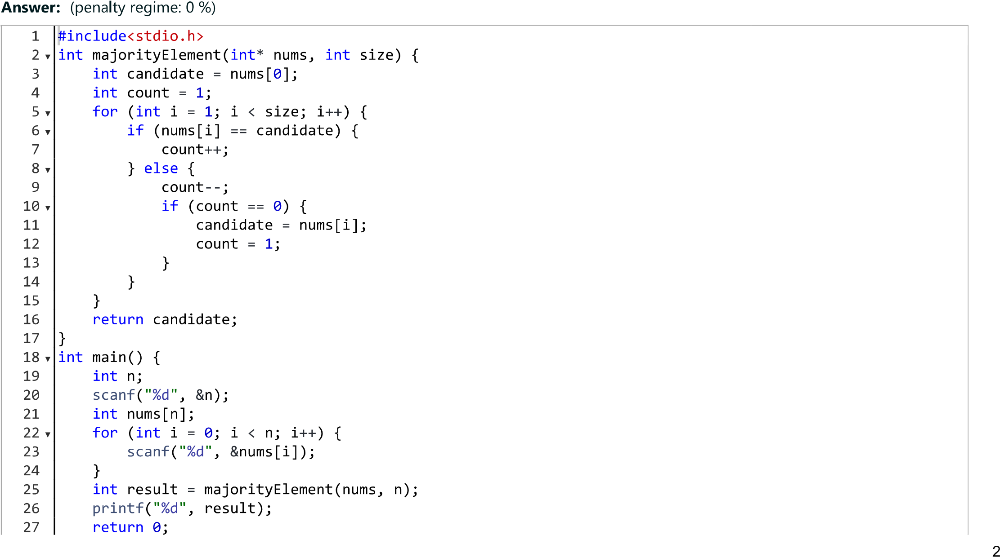 Answer: (penalty regime: 0 %)
1 #include<stdio.h>
2 ▼ int majorityElement(int* nums, int size) {
3     int candidate = nums[0];
4     int count = 1;
5 ▼     for (int i = 1; i < size; i++) {
6 ▼         if (nums[i] == candidate) {
7             count++;
8 ▼         } else {
9             count--;
10 ▼             if (count == 0) {
11                 candidate = nums[i];
12                 count = 1;
13             }
14         }
15     }
16     return candidate;
17 }
18 ▼ int main() {
19     int n;
20     scanf("%d", &n);
21     int nums[n];
22 ▼     for (int i = 0; i < n; i++) {
23         scanf("%d", &nums[i]);
24     }
25     int result = majorityElement(nums, n);
26     printf("%d", result);
27     return 0;
2